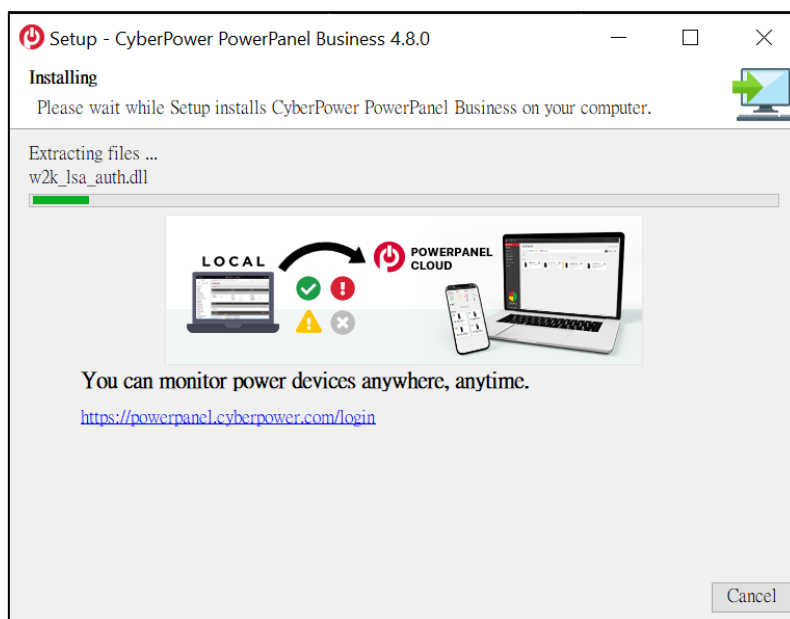 Setup - CyberPower PowerPanel Business 4.8.0
Installing
Please wait while Setup installs CyberPower PowerPanel Business on your computer.
Extracting files ...
w2k_lsa_auth.dll
LOCAL
POWERPANEL
CLOUD
You can monitor power devices anywhere, anytime.
https://powerpanel.cyberpower.com/login
Cancel